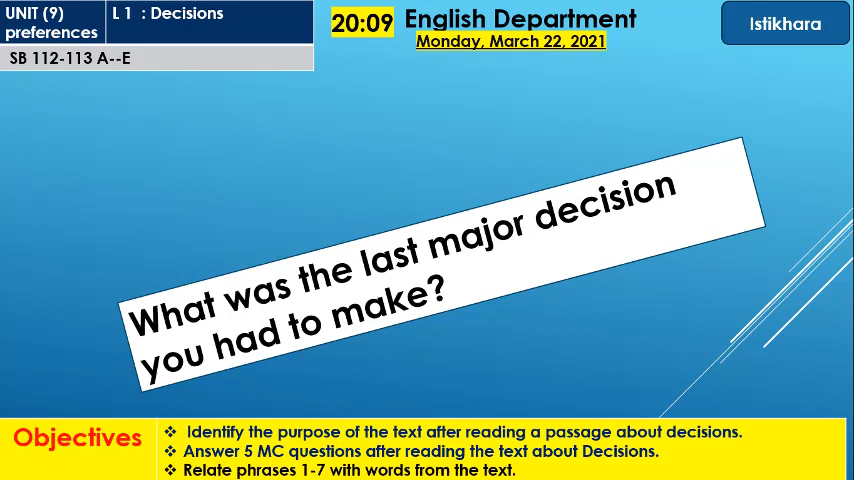 UNIT (9)
preferences
L 1  : Decisions
SB 112-113 A--E
20:09
English Department
Monday, March 22, 2021
Istikhara
What was the last major decision
you had to make?
Objectives
❖ Identify the purpose of the text after reading a passage about decisions.
❖ Answer 5 MC questions after reading the text about Decisions.
❖ Relate phrases 1-7 with words from the text.